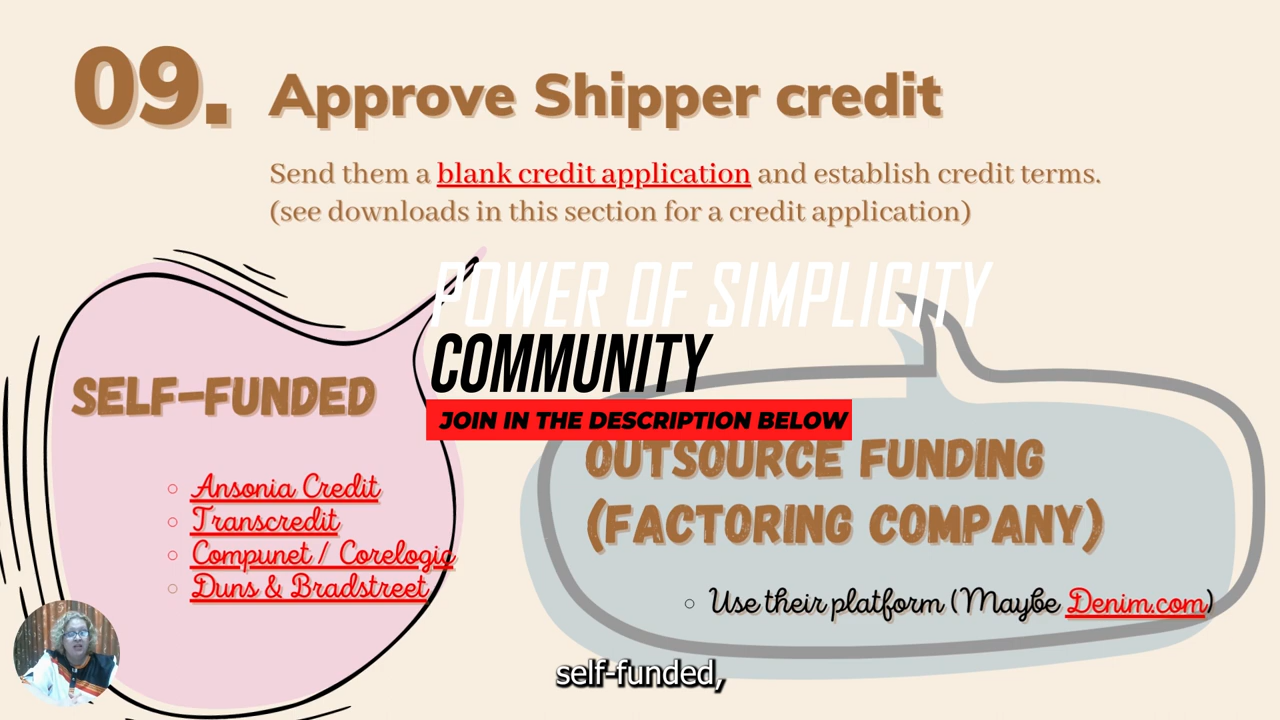 09. Approve Shipper credit
Send them a blank credit application and establish credit terms.
(see downloads in this section for a credit application)
POWER OF SIMPLICITY
COMMUNITY
JOIN IN THE DESCRIPTION BELOW
SELF-FUNDED
Ansonia Credit
Transcredit
Compunet / Corelogic
Duns & Bradstreet
OUTSOURCE FUNDING
(FACTORING COMPANY)
Use their platform (Maybe Denim.com)
self-funded,